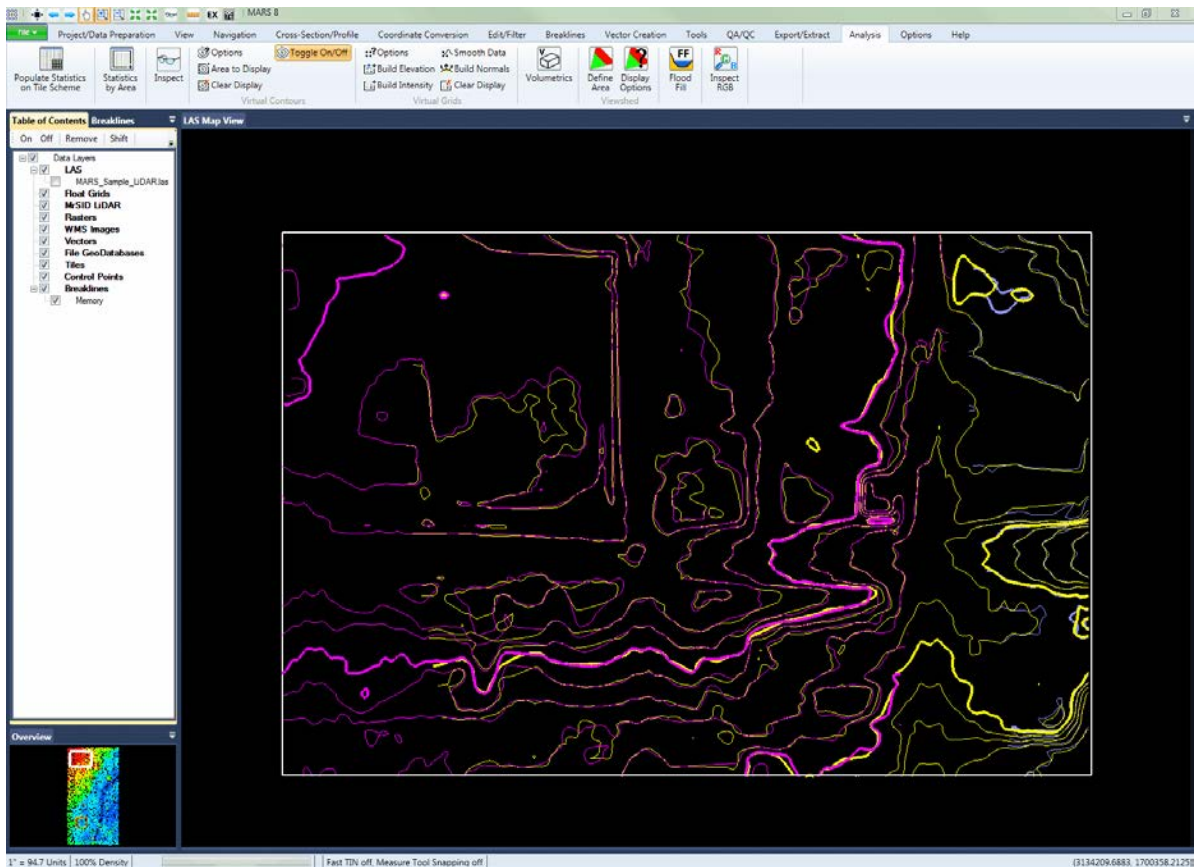 EX MARS 8
File Project/Data Preparation View Navigation Cross-Section/Profile Coordinate Conversion Edit/Filter Breaklines Vector Creation Tools QA/QC Export/Extract Analysis Options Help
Populate Statistics on Tile Scheme
Statistics by Area
Inspect
Options
Area to Display
Clear Display
Toggle On/Off
Virtual Contours
Options
Build Elevation
Build Intensity
Smooth Data
Build Normals
Clear Display
Virtual Grids
Volumetrics
Define Area
Display Options
Viewshed
FF
Flood Fill
Inspect RGB
Table of Contents Breaklines
LAS Map View
On Off Remove Shift
Data Layers
LAS
MARS_Sample_LiDAR.las
Float Grids
MrSID LiDAR
Rasters
WMS Images
Vectors
File GeoDatabases
Tiles
Control Points
Breaklines
Memory
Overview
1" = 94.7 Units 100% Density Fast TIN off, Measure Tool Snapping off (3134209.6883, 1700358.2125)